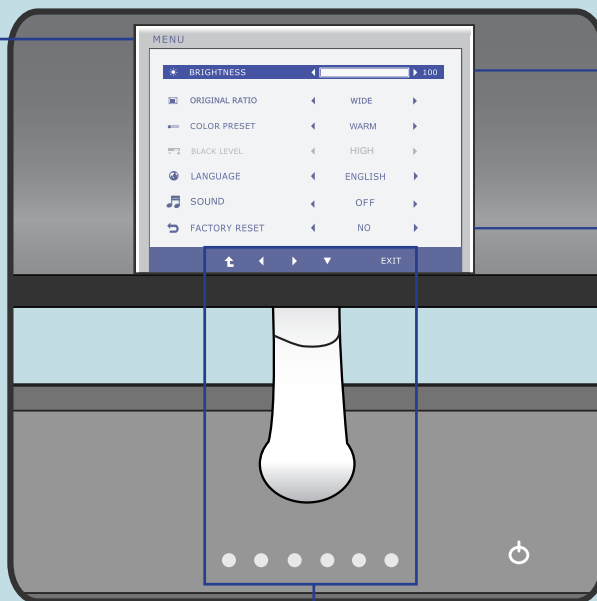 MENU
BRIGHTNESS 100
ORIGINAL RATIO WIDE
COLOR PRESET WARM
BLACK LEVEL HIGH
LANGUAGE ENGLISH
SOUND OFF
FACTORY RESET NO
EXIT